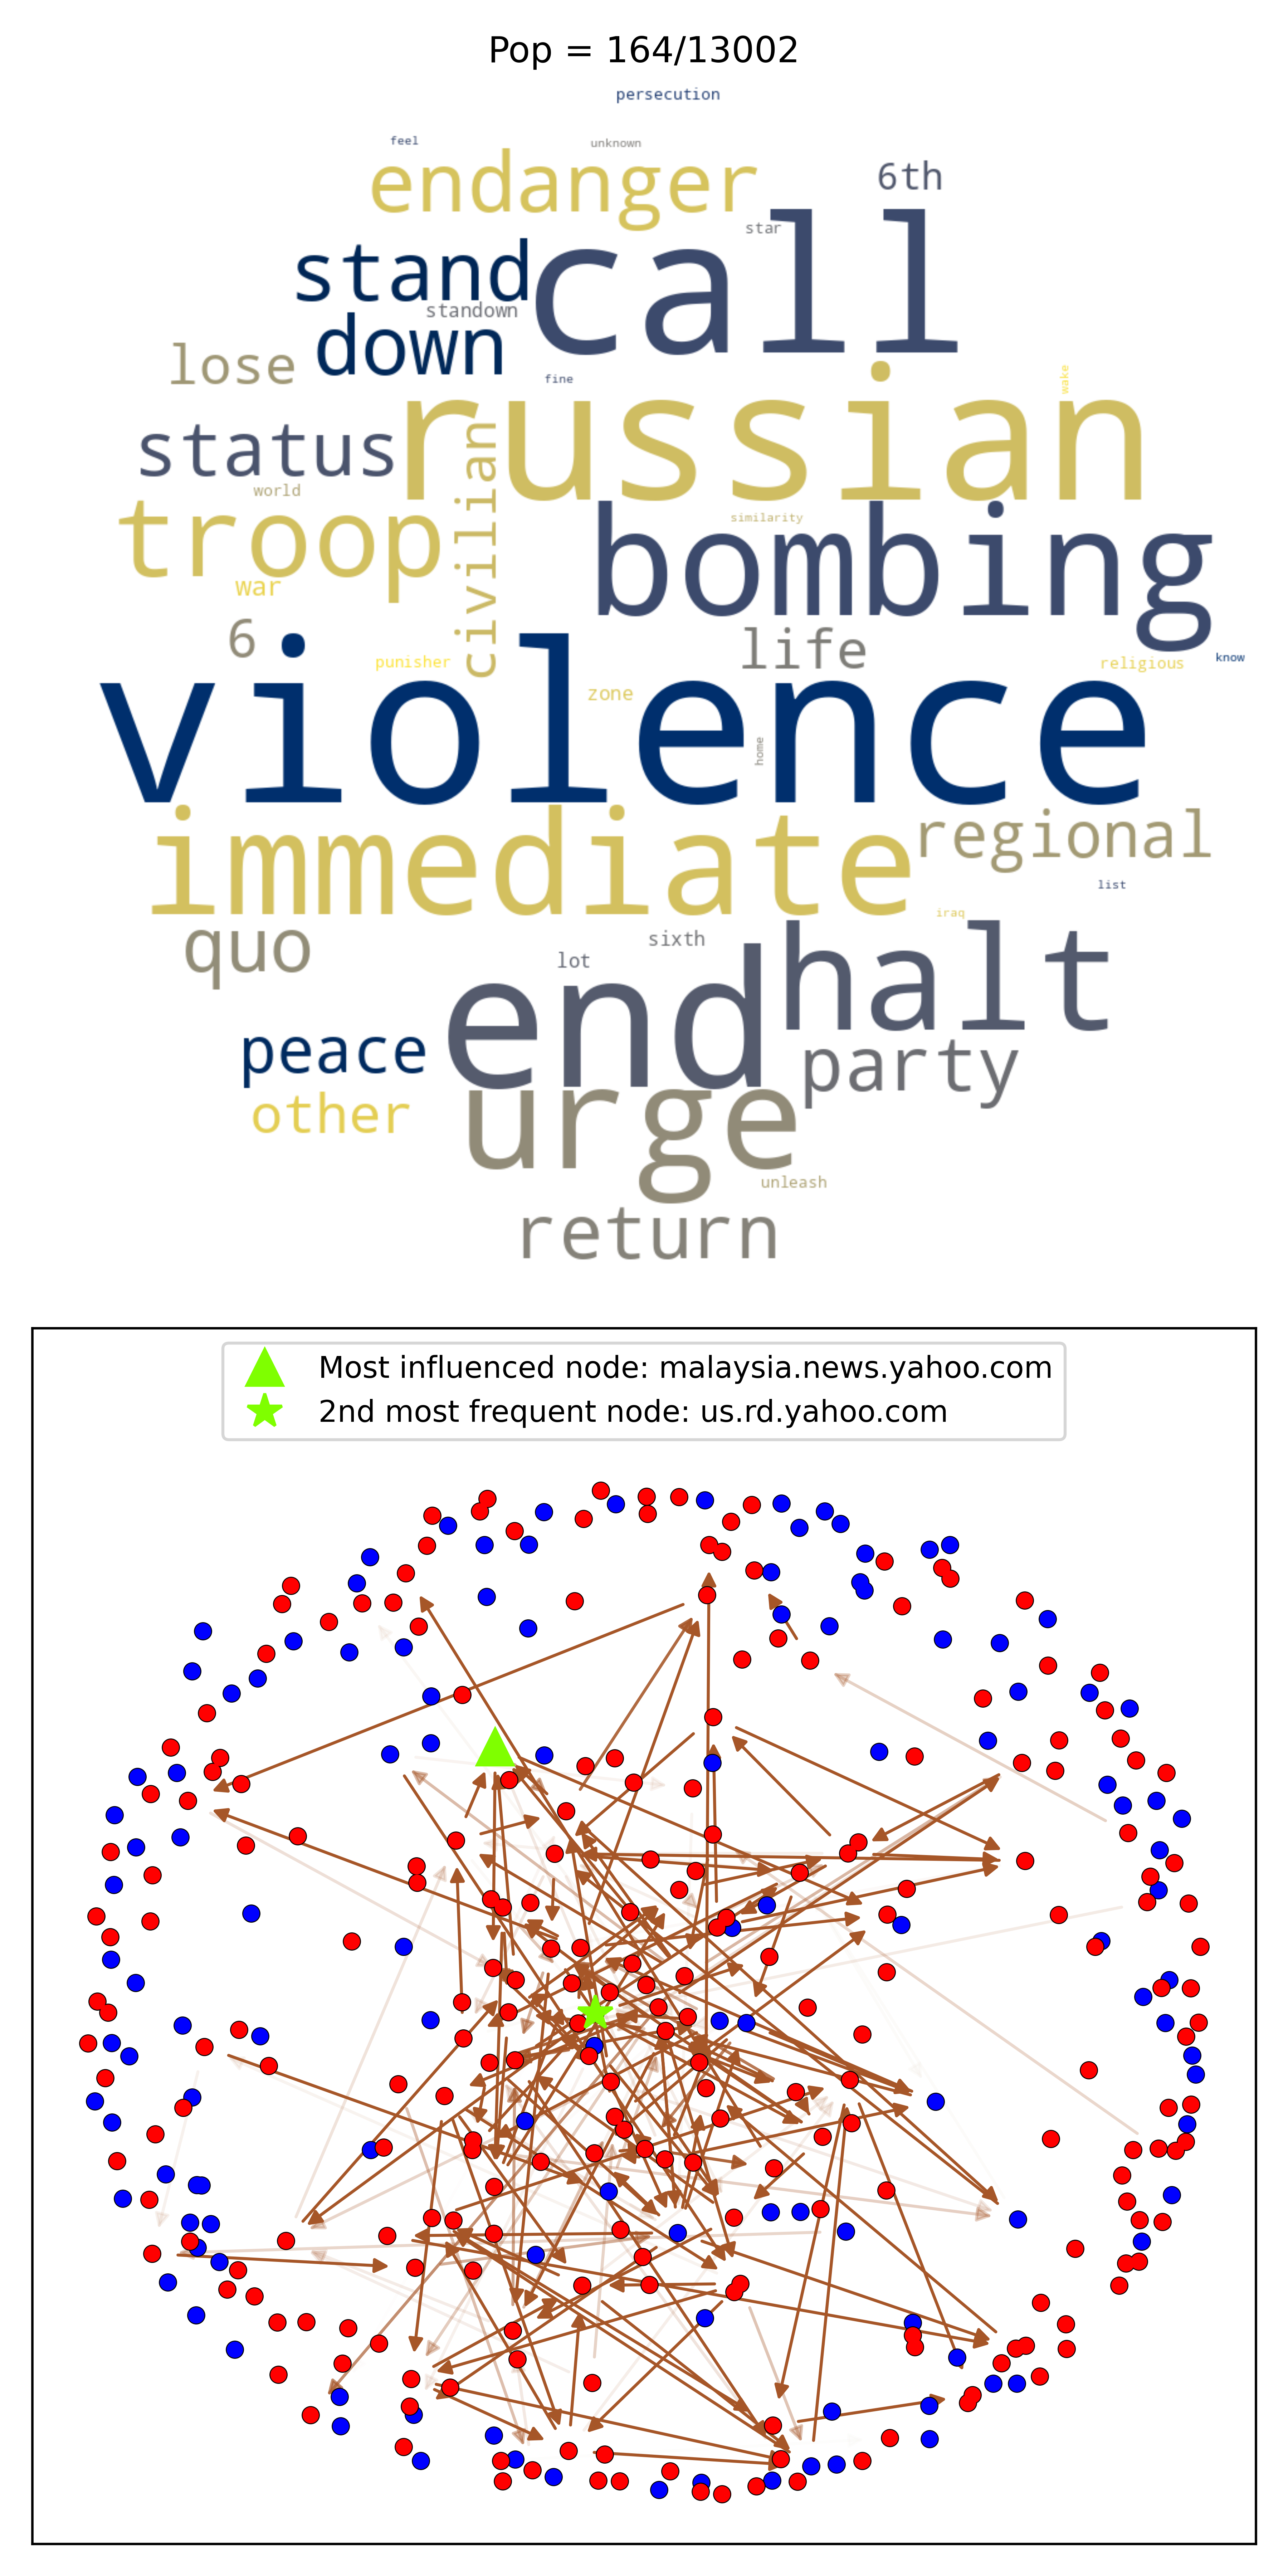 Pop = 164/13002
persecution
feel
unknown
endanger
6th
star
call
stand
standown
down
lose
fine
wake
russian
status
civilian
world
troop
similarity
bombing
war
6
life
punisher
religious
know
violence
zone
home
immediate
regional
list
iraq
quo
sixth
lot
halt
end
peace
party
other
urge
unleash
return
Most influenced node: malaysia.news.yahoo.com
2nd most frequent node: us.rd.yahoo.com